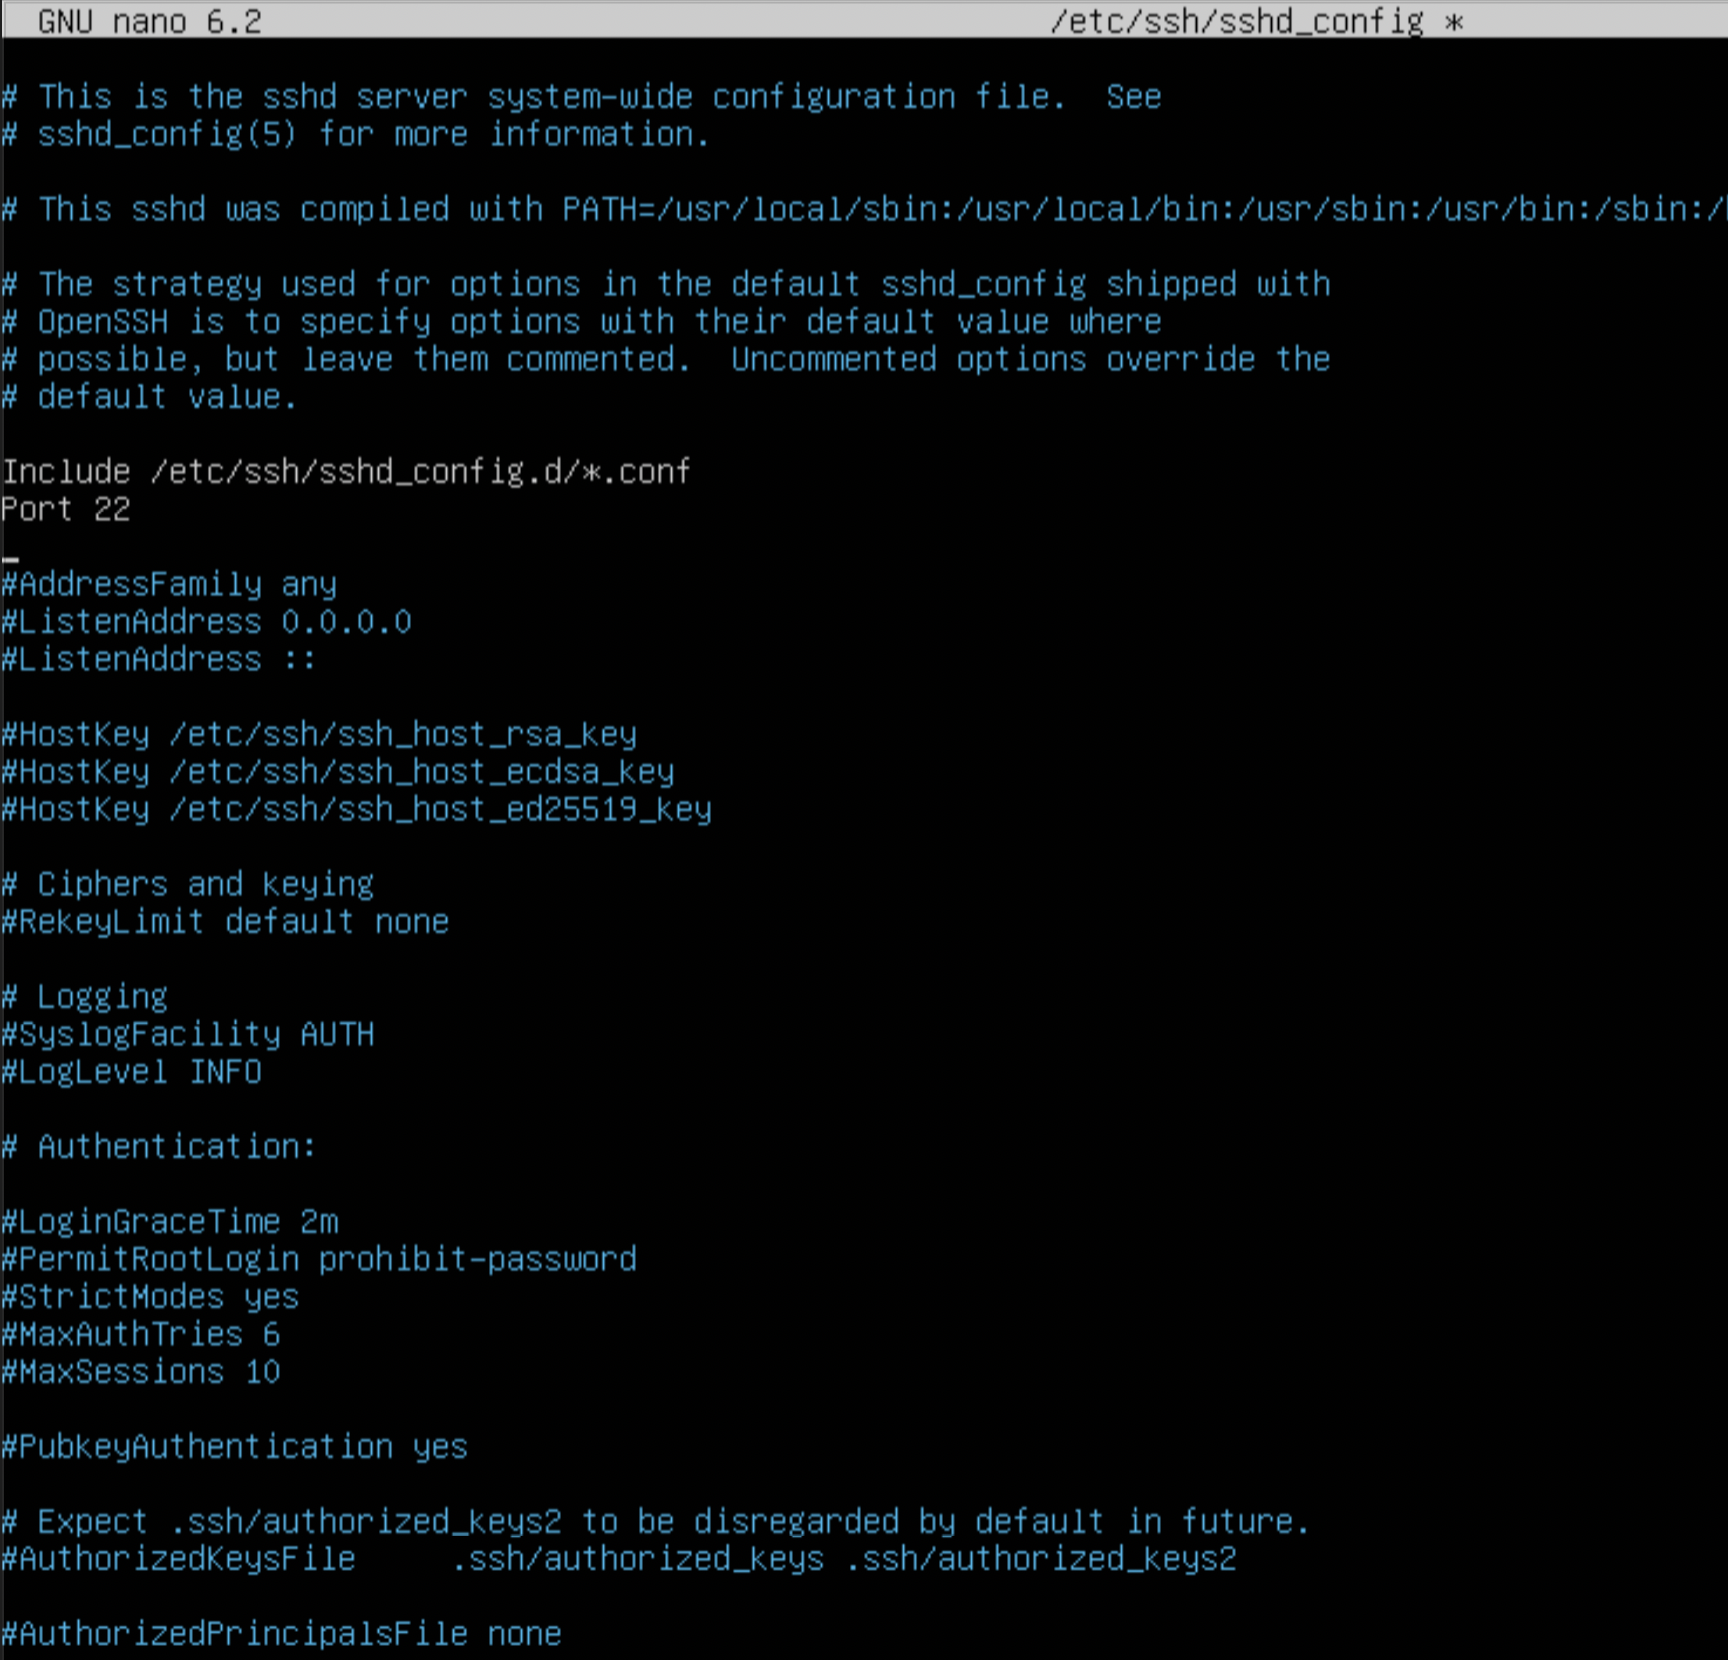 GNU nano 6.2 /etc/ssh/sshd_config *
# This is the sshd server system-wide configuration file.  See
# sshd_config(5) for more information.
# This sshd was compiled with PATH=/usr/local/sbin:/usr/local/bin:/usr/sbin:/usr/bin:/sbin:/
# The strategy used for options in the default sshd_config shipped with
# OpenSSH is to specify options with their default value where
# possible, but leave them commented.  Uncommented options override the
# default value.
Include /etc/ssh/sshd_config.d/*.conf
Port 22
#AddressFamily any
#ListenAddress 0.0.0.0
#ListenAddress ::
#HostKey /etc/ssh/ssh_host_rsa_key
#HostKey /etc/ssh/ssh_host_ecdsa_key
#HostKey /etc/ssh/ssh_host_ed25519_key
# Ciphers and keying
#RekeyLimit default none
# Logging
#SyslogFacility AUTH
#LogLevel INFO
# Authentication:
#LoginGraceTime 2m
#PermitRootLogin prohibit-password
#StrictModes yes
#MaxAuthTries 6
#MaxSessions 10
#PubkeyAuthentication yes
# Expect .ssh/authorized_keys2 to be disregarded by default in future.
#AuthorizedKeysFile     .ssh/authorized_keys .ssh/authorized_keys2
#AuthorizedPrincipalsFile none